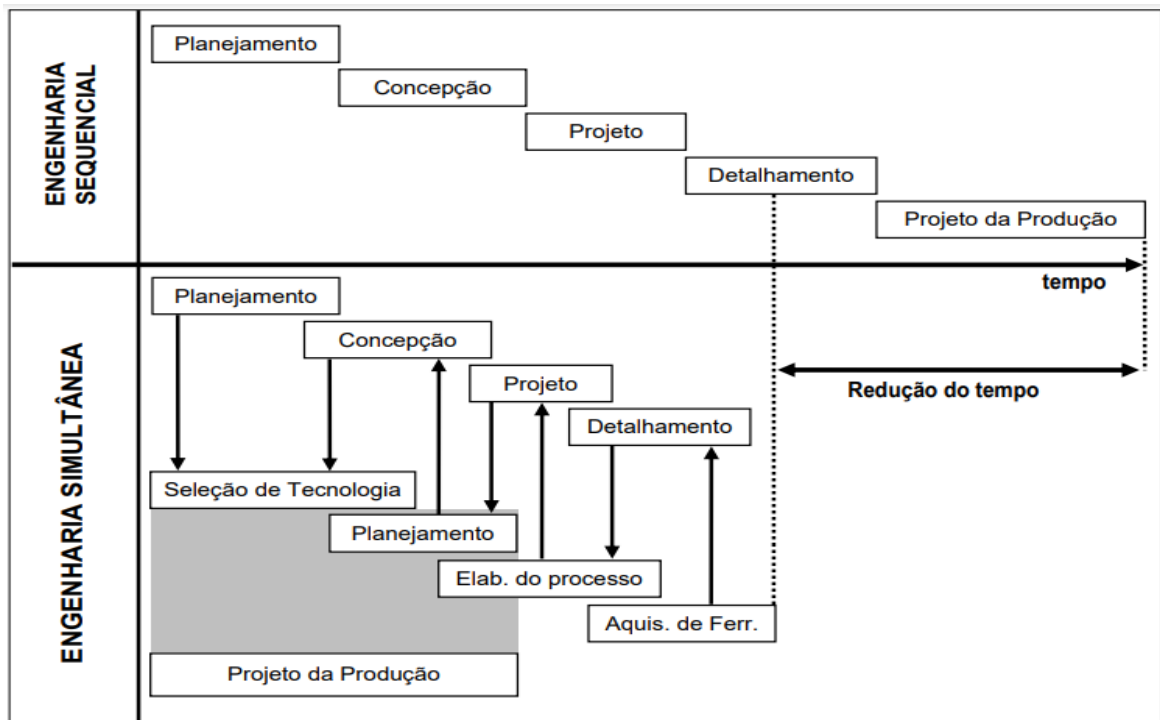 ENGENHARIA
SEQUENCIAL
Planejamento
Concepção
Projeto
Detalhamento
Projeto da Produção
tempo
ENGENHARIA SIMULTÂNEA
Planejamento
Concepção
Projeto
Redução do tempo
Detalhamento
Seleção de Tecnologia
Planejamento
Elab. do processo
Aquis. de Ferr.
Projeto da Produção